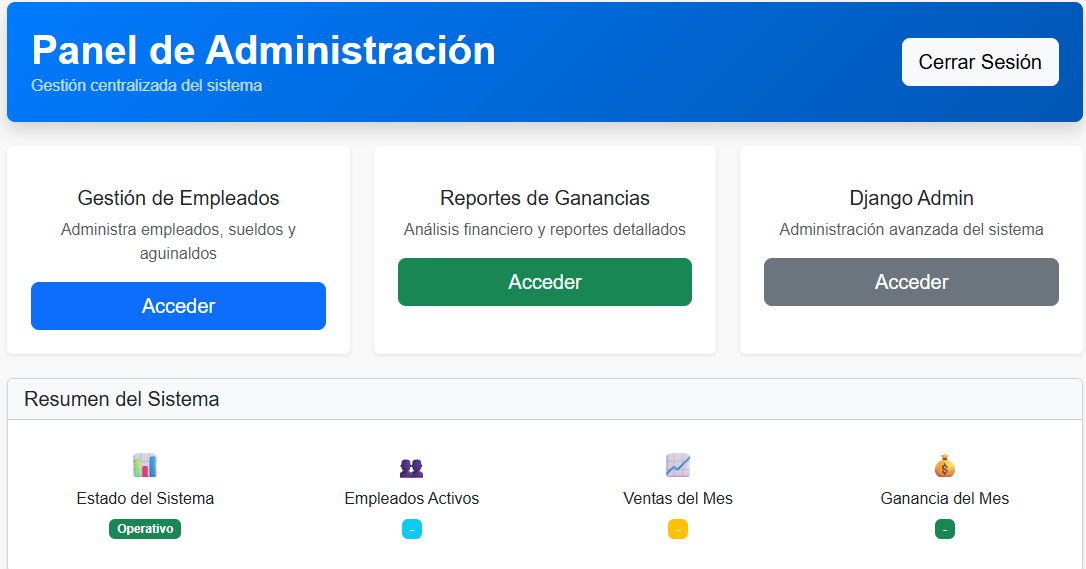 Panel de Administración
Gestión centralizada del sistema
Cerrar Sesión
Gestión de Empleados
Administra empleados, sueldos y
aguinaldos
Acceder
Reportes de Ganancias
Análisis financiero y reportes detallados
Acceder
Django Admin
Administración avanzada del sistema
Acceder
Resumen del Sistema
Estado del Sistema
Operativo
Empleados Activos
-
Ventas del Mes
-
Ganancia del Mes
-